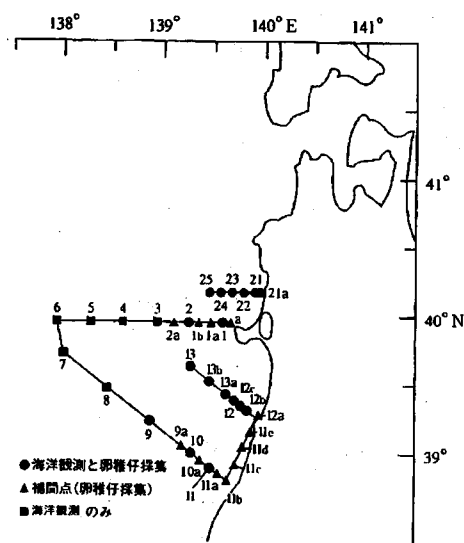 138° 139° 140°E 141°
41°
25 23 21
24 22 21a
6 5 4 3 2 a 40°N
2a 1b 1a 1
7
13
13b
13a
12c
8
12b
12 12a
9
11e
9a
10
11d
●海洋観測と卵稚仔採集
11c
10a
39°
▲補間点(卵稚仔採集)
11a
11 11b
■海洋観測 のみ